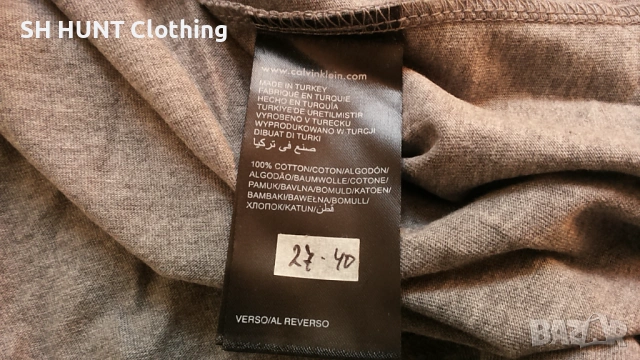 SH HUNT Clothing
www.calvinklein.com
MADE IN TURKEY
FABRIQUÉ EN TURQUIE
HECHO EN TURQUÍA
TÜRKIYE'DE ÜRETILMISTIR
VYROBENO V TURECKU
WYPRODUKOWANO W TURCJI
DIBUAT DI TURKI
صنع في تركيا
100% COTTON/COTON/ALGODÓN/
ALGODÃO/BAUMWOLLE/COTONE/
PAMUK/BAVLNA/BOMULD/KATOEN/
BAMBAKI/BAWEŁNA/BOMULL/
ХЛОПОК/KATUN/قطن/
27-40
VERSO/AL REVERSO
BAZAR